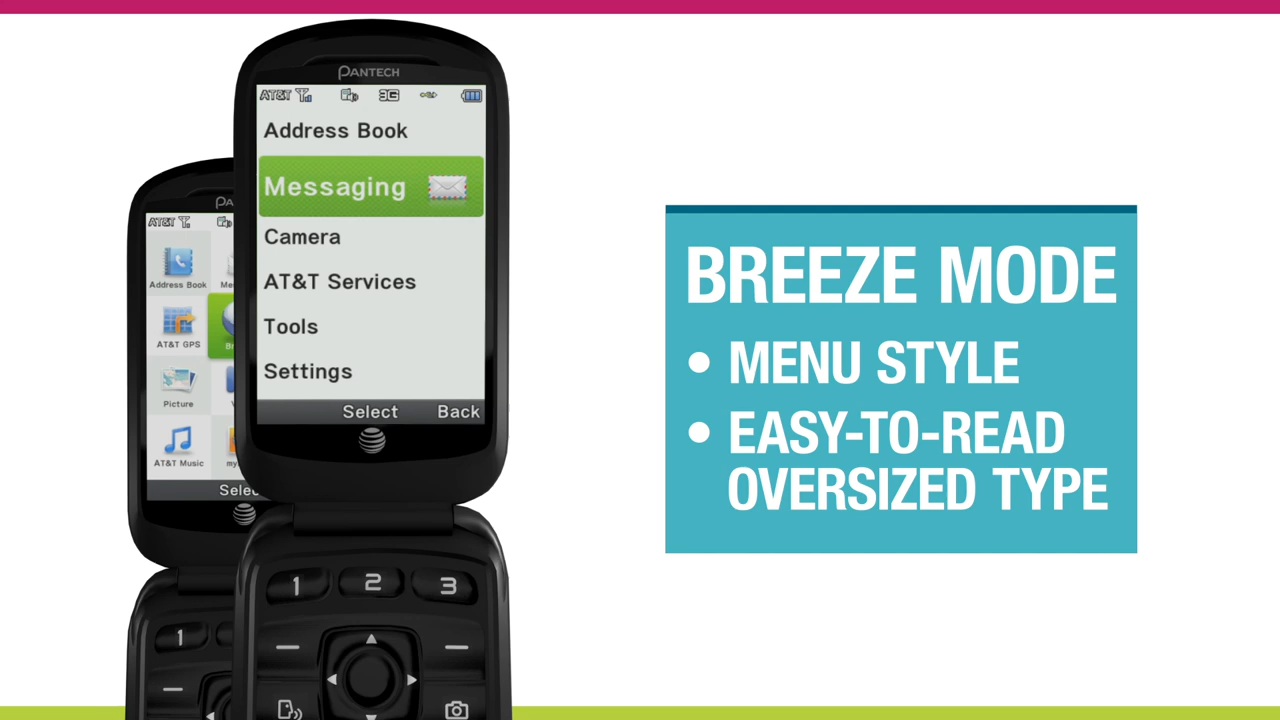 PANTECH
AT&T 3G
Address Book
Messaging
Camera
AT&T Services
Tools
Settings
Select Back
1 2 3
AT&T
Address Book
AT&T GPS
Picture
AT&T Music
1
BREEZE MODE
• MENU STYLE
• EASY-TO-READ
OVERSIZED TYPE